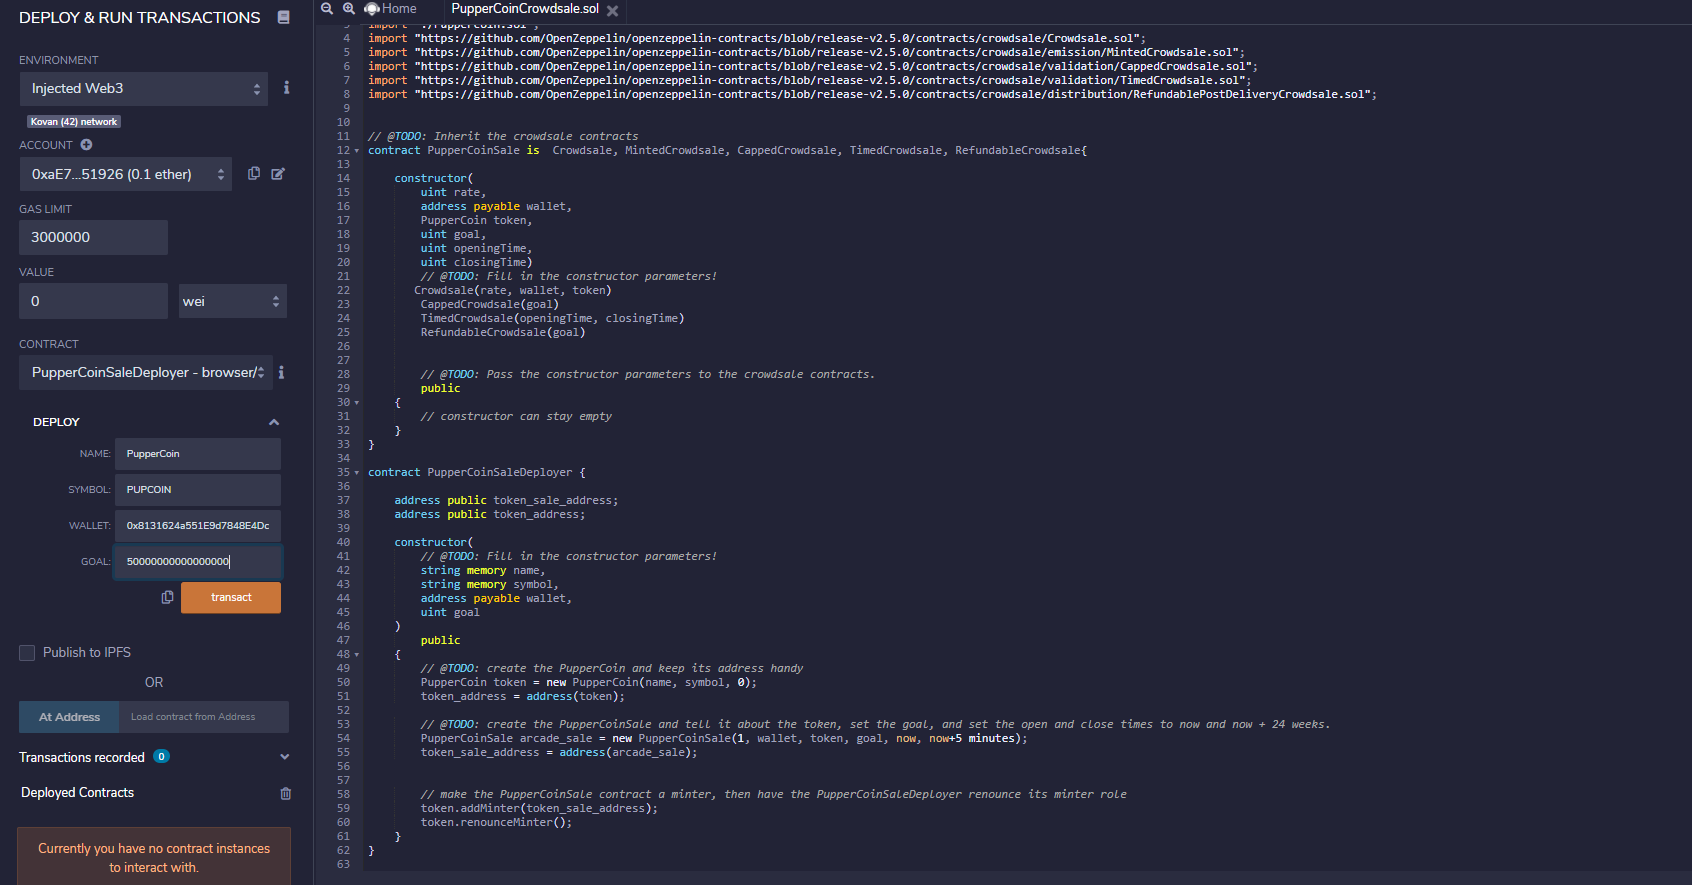 DEPLOY & RUN TRANSACTIONS
ENVIRONMENT
Injected Web3
Kovan (42) network
ACCOUNT
0xaE7...51926 (0.1 ether)
GAS LIMIT
3000000
VALUE
0
wei
CONTRACT
PupperCoinSaleDeployer - browser/
DEPLOY
NAME: PupperCoin
SYMBOL: PUPCOIN
WALLET: 0x8131624a551E9d7848E4Dc
GOAL: 50000000000000000
transact
Publish to IPFS
OR
At Address Load contract from Address
Transactions recorded 0
Deployed Contracts
Currently you have no contract instances
to interact with.
Home PupperCoinCrowdsale.sol
3 import "./PupperCoin.sol";
4 import "https://github.com/OpenZeppelin/openzeppelin-contracts/blob/release-v2.5.0/contracts/crowdsale/Crowdsale.sol";
5 import "https://github.com/OpenZeppelin/openzeppelin-contracts/blob/release-v2.5.0/contracts/crowdsale/emission/MintedCrowdsale.sol";
6 import "https://github.com/OpenZeppelin/openzeppelin-contracts/blob/release-v2.5.0/contracts/crowdsale/validation/CappedCrowdsale.sol";
7 import "https://github.com/OpenZeppelin/openzeppelin-contracts/blob/release-v2.5.0/contracts/crowdsale/validation/TimedCrowdsale.sol";
8 import "https://github.com/OpenZeppelin/openzeppelin-contracts/blob/release-v2.5.0/contracts/crowdsale/distribution/RefundablePostDeliveryCrowdsale.sol";
9
10
11 // @TODO: Inherit the crowdsale contracts
12 contract PupperCoinSale is  Crowdsale, MintedCrowdsale, CappedCrowdsale, TimedCrowdsale, RefundableCrowdsale{
13
14 constructor(
15 uint rate,
16 address payable wallet,
17 PupperCoin token,
18 uint goal,
19 uint openingTime,
20 uint closingTime)
21 // @TODO: Fill in the constructor parameters!
22 Crowdsale(rate, wallet, token)
23 CappedCrowdsale(goal)
24 TimedCrowdsale(openingTime, closingTime)
25 RefundableCrowdsale(goal)
26
27
28 // @TODO: Pass the constructor parameters to the crowdsale contracts.
29 public
30 {
31 // constructor can stay empty
32 }
33 }
34
35 contract PupperCoinSaleDeployer {
36
37 address public token_sale_address;
38 address public token_address;
39
40 constructor(
41 // @TODO: Fill in the constructor parameters!
42 string memory name,
43 string memory symbol,
44 address payable wallet,
45 uint goal
46 )
47 public
48 {
49 // @TODO: create the PupperCoin and keep its address handy
50 PupperCoin token = new PupperCoin(name, symbol, 0);
51 token_address = address(token);
52
53 // @TODO: create the PupperCoinSale and tell it about the token, set the goal, and set the open and close times to now and now + 24 weeks.
54 PupperCoinSale arcade_sale = new PupperCoinSale(1, wallet, token, goal, now, now+5 minutes);
55 token_sale_address = address(arcade_sale);
56
57
58 // make the PupperCoinSale contract a minter, then have the PupperCoinSaleDeployer renounce its minter role
59 token.addMinter(token_sale_address);
60 token.renounceMinter();
61 }
62 }
63